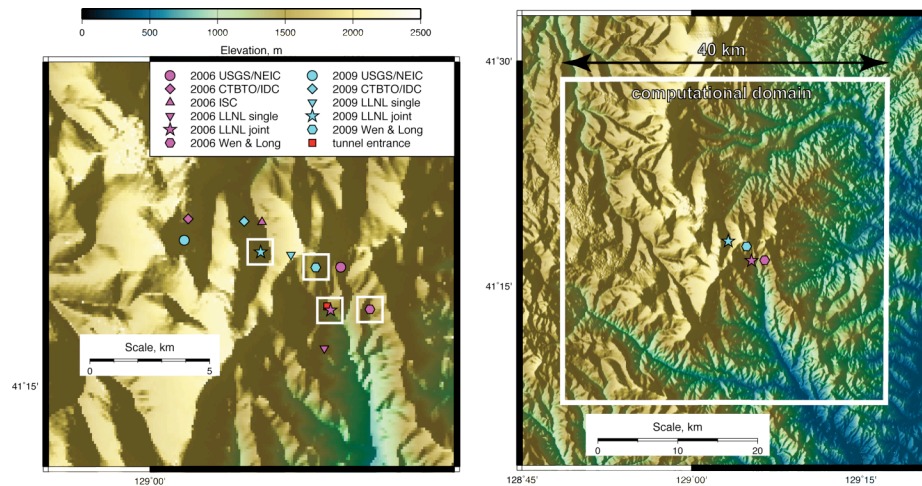 0 500 1000 1500 2000 2500
Elevation, m
2006 USGS/NEIC 2009 USGS/NEIC
2006 CTBTO/IDC 2009 CTBTO/IDC
2006 ISC 2009 LLNL single
2006 LLNL single 2009 LLNL joint
2006 LLNL joint 2009 Wen & Long
2006 Wen & Long tunnel entrance
Scale, km
0 5
41°15'
129°00'
40 km
computational domain
41°30'
41°15'
Scale, km
0 10 20
128°45' 129°00' 129°15'